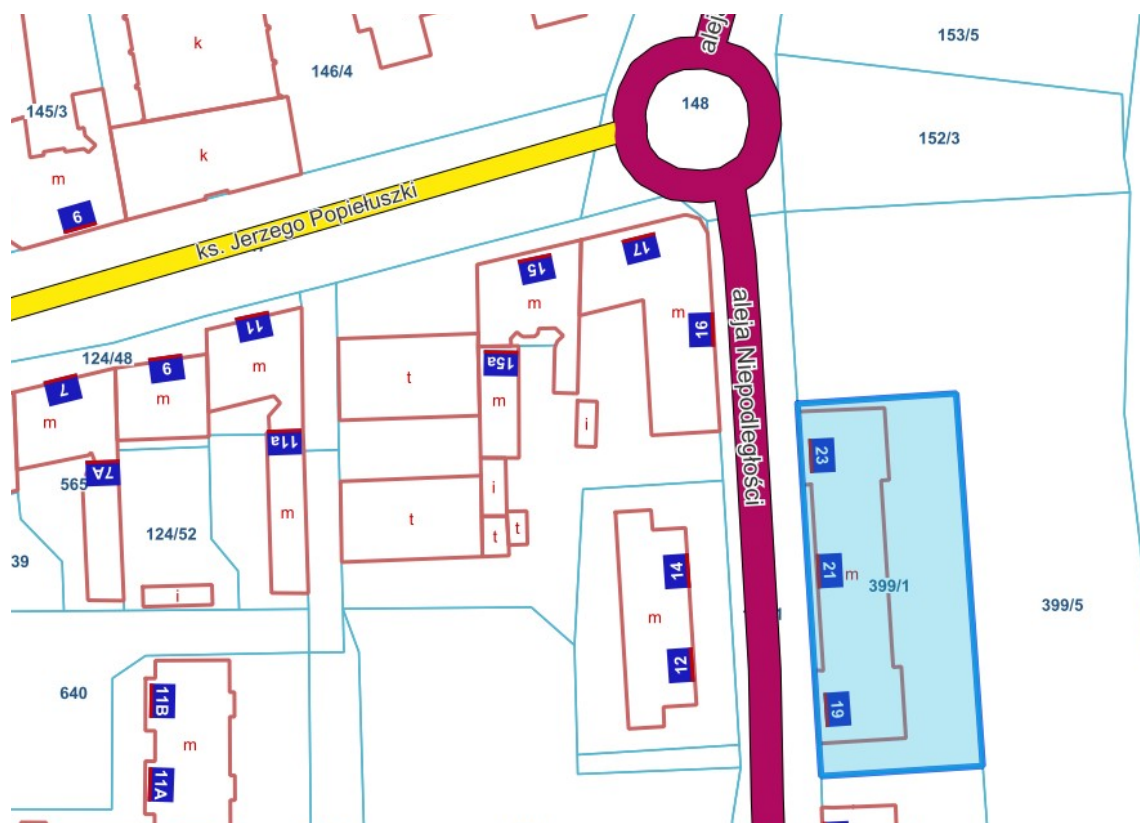 aleja
153/5
k
146/4
148
145/3
152/3
k
m
9
ks. Jerzego Popiełuszki
17
15
m
m
16
11
124/48
m
9
7
m
m
t
15a
m
aleja Niepodległości
i
11a
7A
565
23
i
m
t
t
124/52
39
14
21
m
399/1
i
m
399/5
12
640
11B
19
m
11A